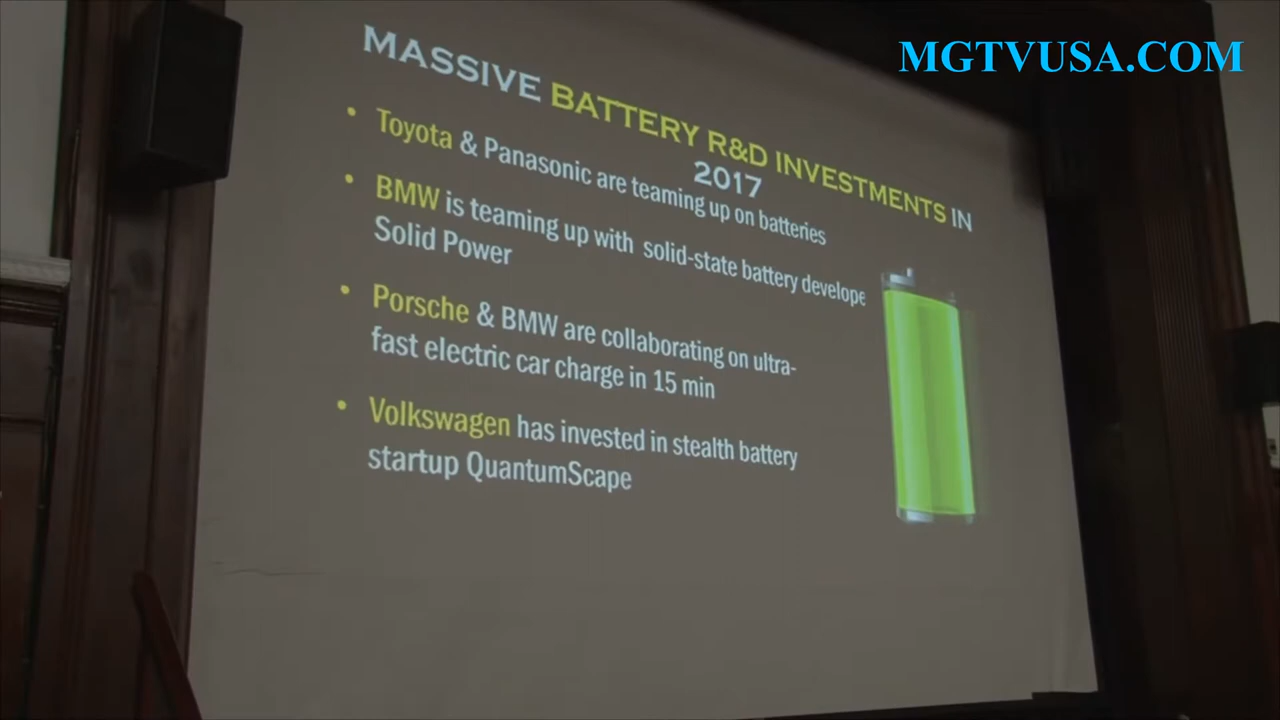 MGTVUSA.COM
MASSIVE BATTERY R&D INVESTMENTS IN
2017
• Toyota & Panasonic are teaming up on batteries
• BMW is teaming up with solid-state battery develope
Solid Power
• Porsche & BMW are collaborating on ultra-
fast electric car charge in 15 min
• Volkswagen has invested in stealth battery
startup QuantumScape